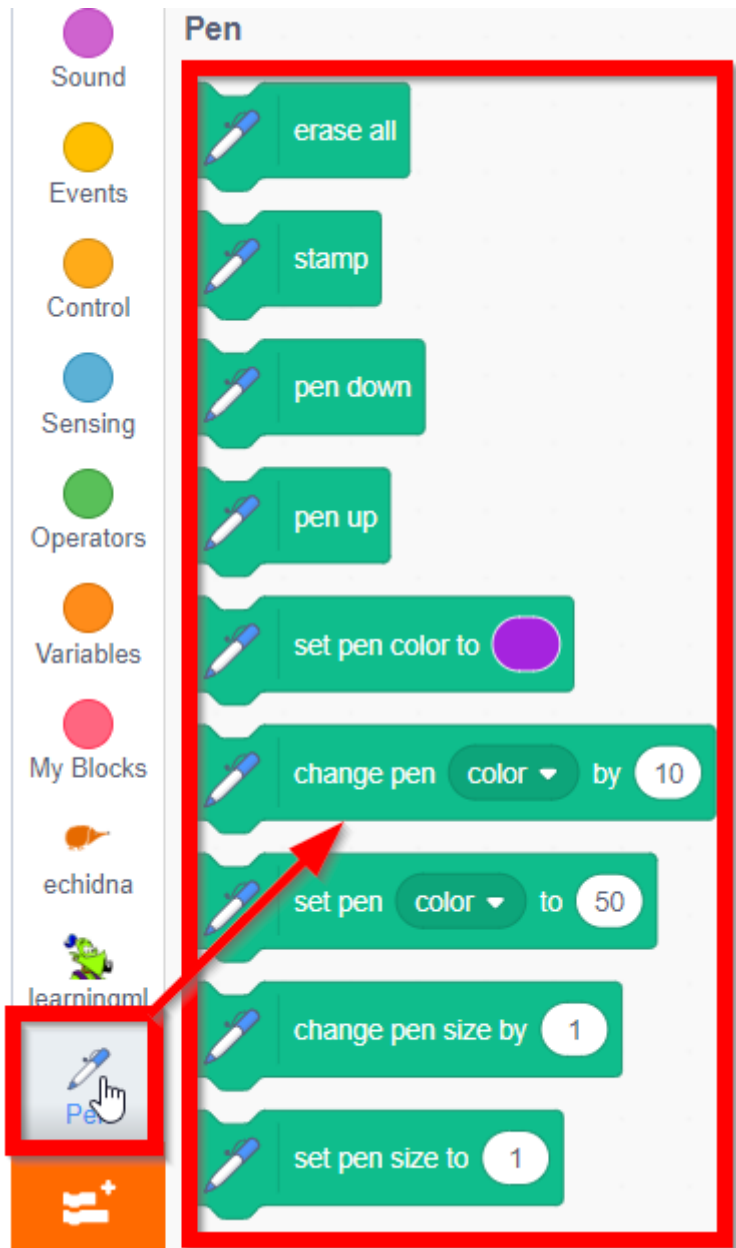 Pen
Sound
Events
Control
Sensing
Operators
Variables
My Blocks
echidna
learningml
Pen
erase all
stamp
pen down
pen up
set pen color to
change pen color by 10
set pen color to 50
change pen size by 1
set pen size to 1